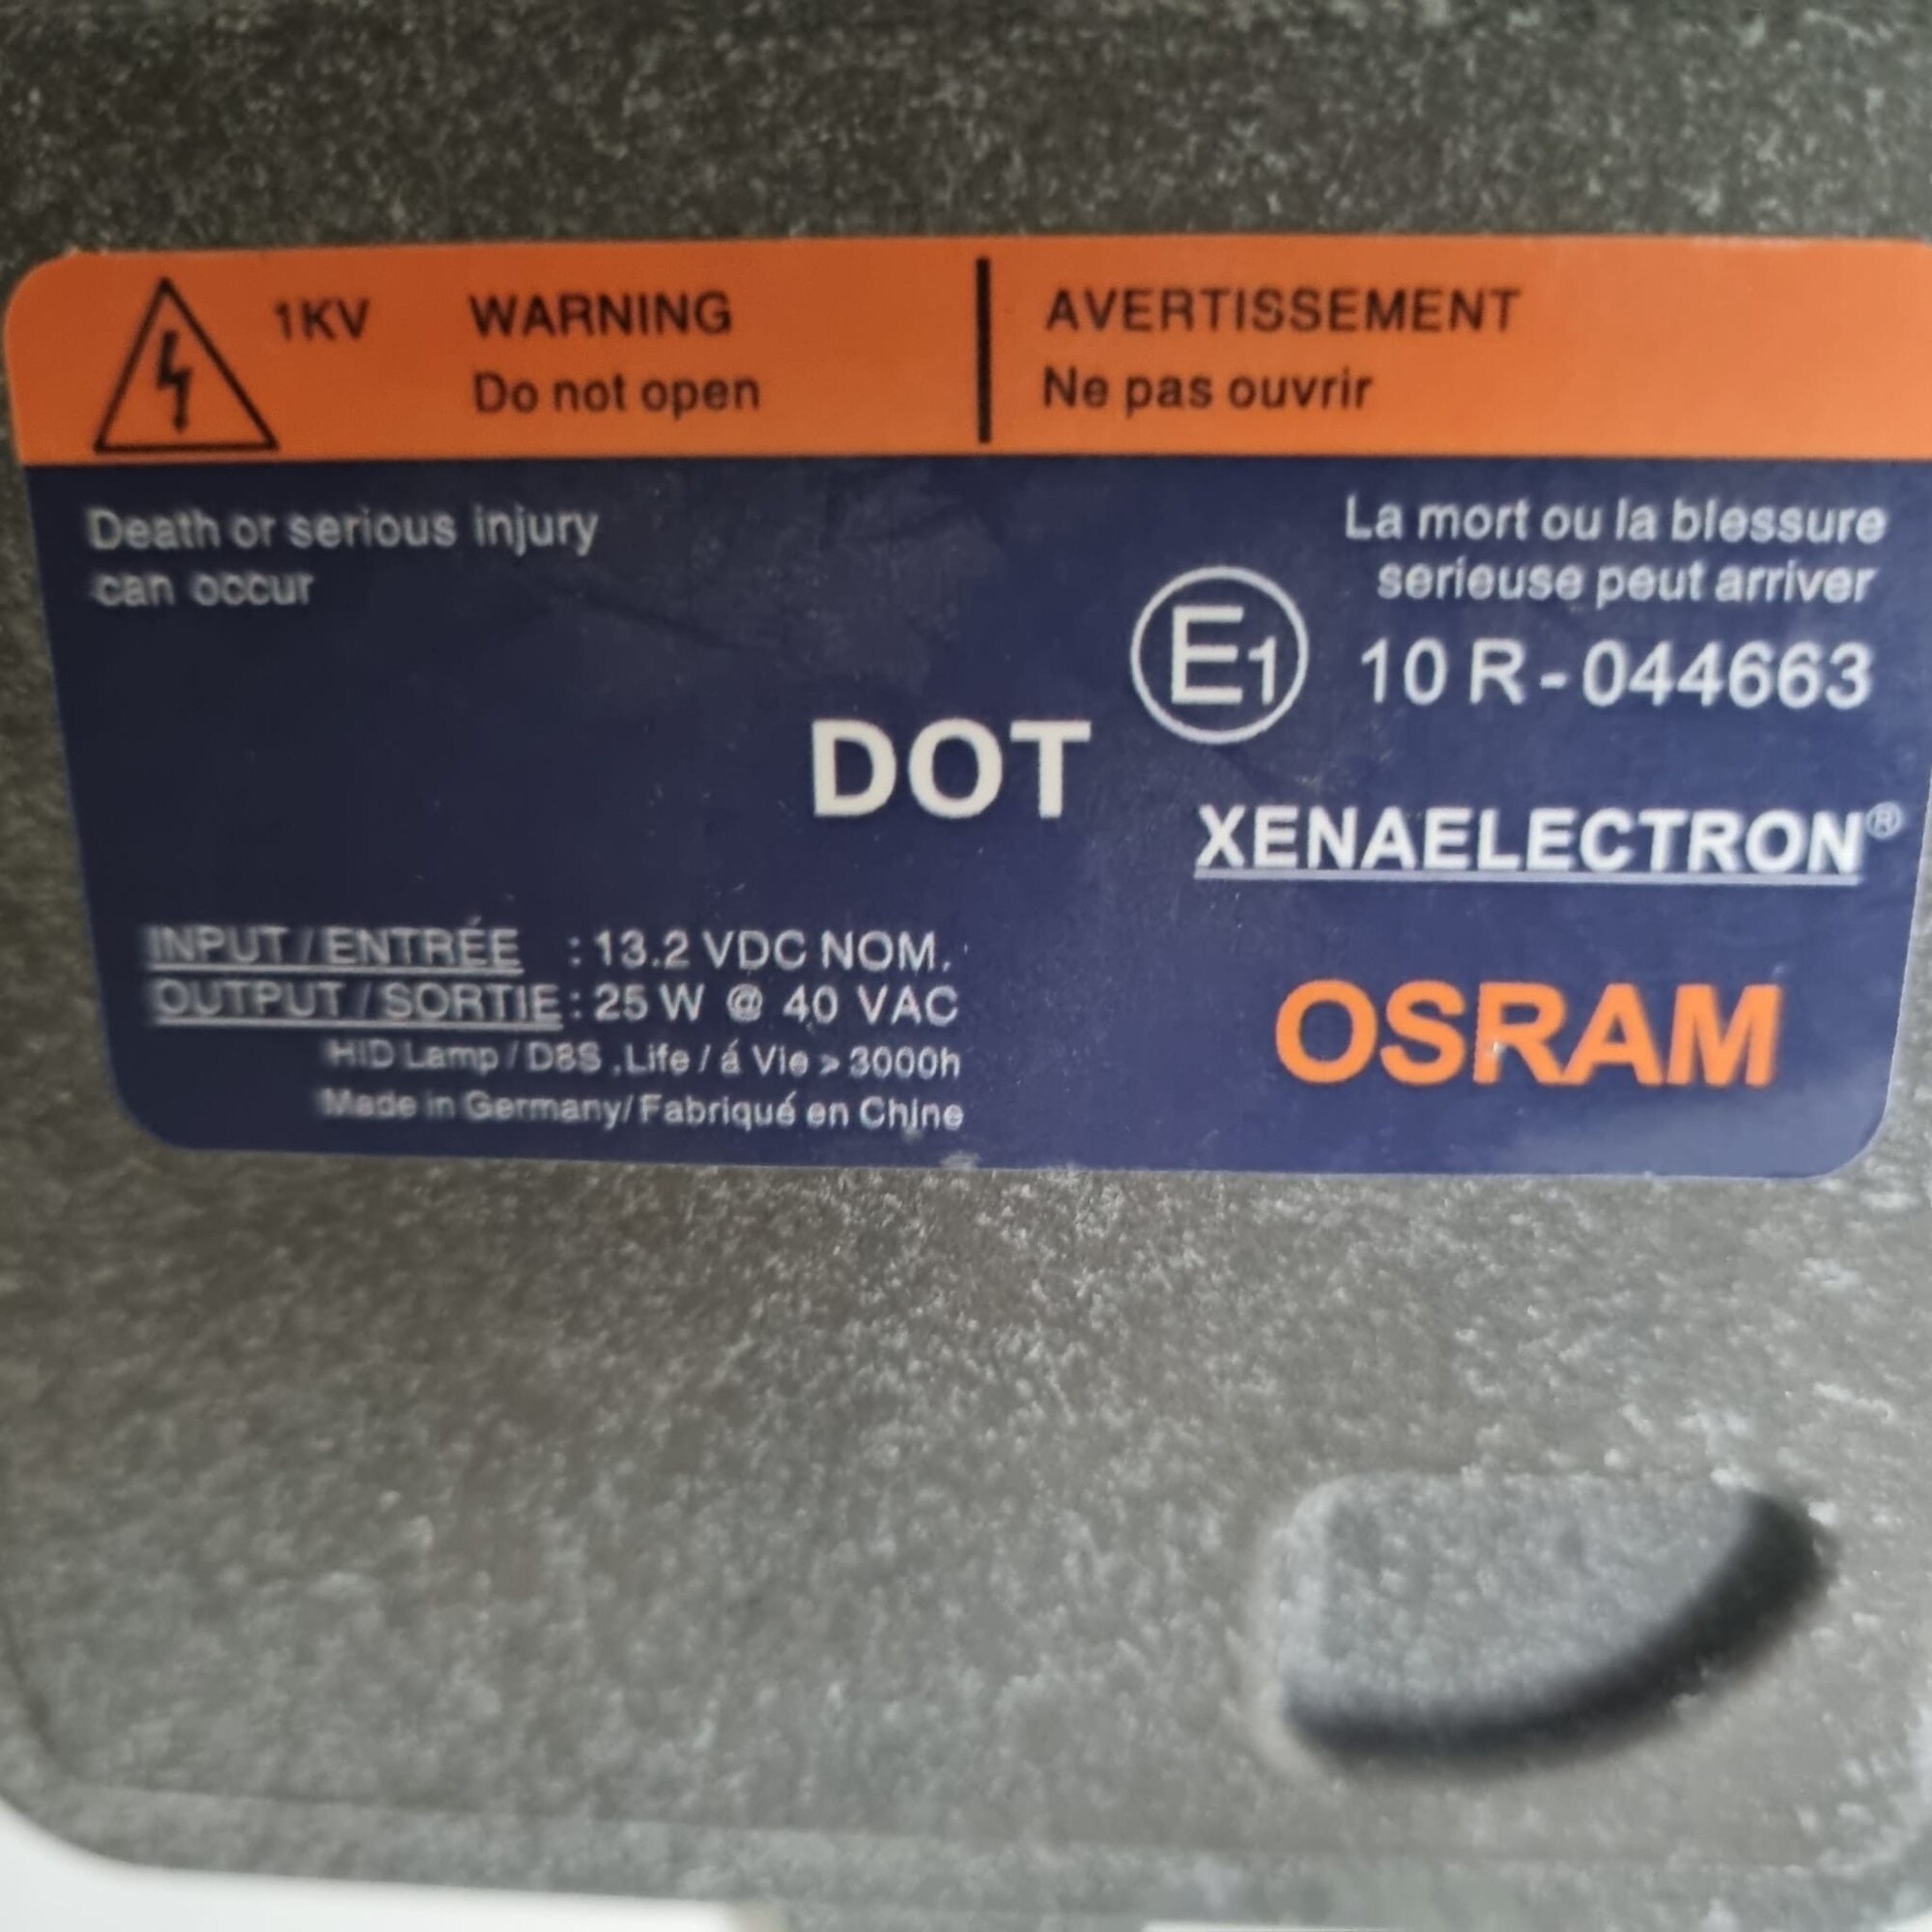 1KV
WARNING
Do not open
AVERTISSEMENT
Ne pas ouvrir
Death or serious injury
can occur
La mort ou la blessure
serieuse peut arriver
E1 10 R - 044663
DOT
XENAELECTRON®
INPUT / ENTRÉE : 13.2 VDC NOM.
OUTPUT / SORTIE : 25 W @ 40 VAC
HID Lamp / D8S , Life / á Vie > 3000h
Made in Germany/ Fabriqué en Chine
OSRAM